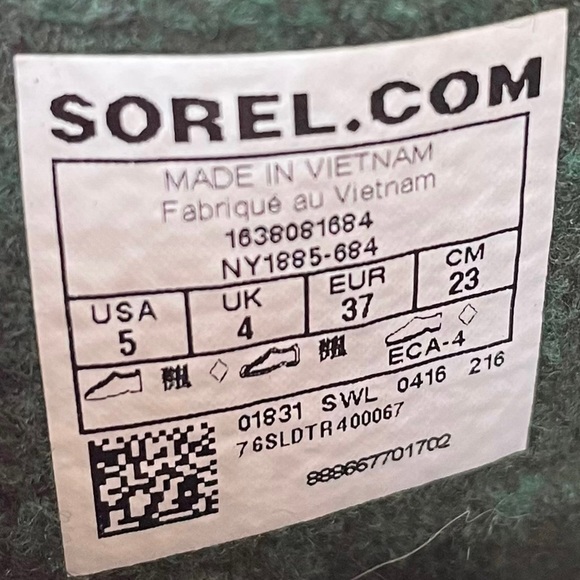 SOREL.COM
MADE IN VIETNAM
Fabriqué au Vietnam
1638081684
NY1885-684
USA UK EUR CM
5 4 37 23
ECA-4
01831 SWL 0416 216
76SLDTR400067
888667701702